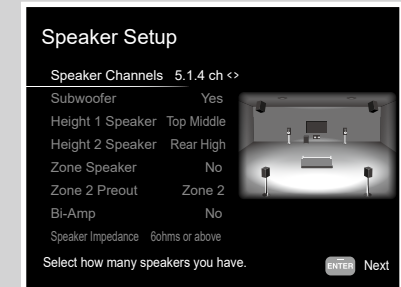 Speaker Setup
Speaker Channels 5.1.4 ch <>
Subwoofer Yes
Height 1 Speaker Top Middle
Height 2 Speaker Rear High
Zone Speaker No
Zone 2 Preout Zone 2
Bi-Amp No
Speaker Impedance 6ohms or above
Select how many speakers you have.
ENTER Next